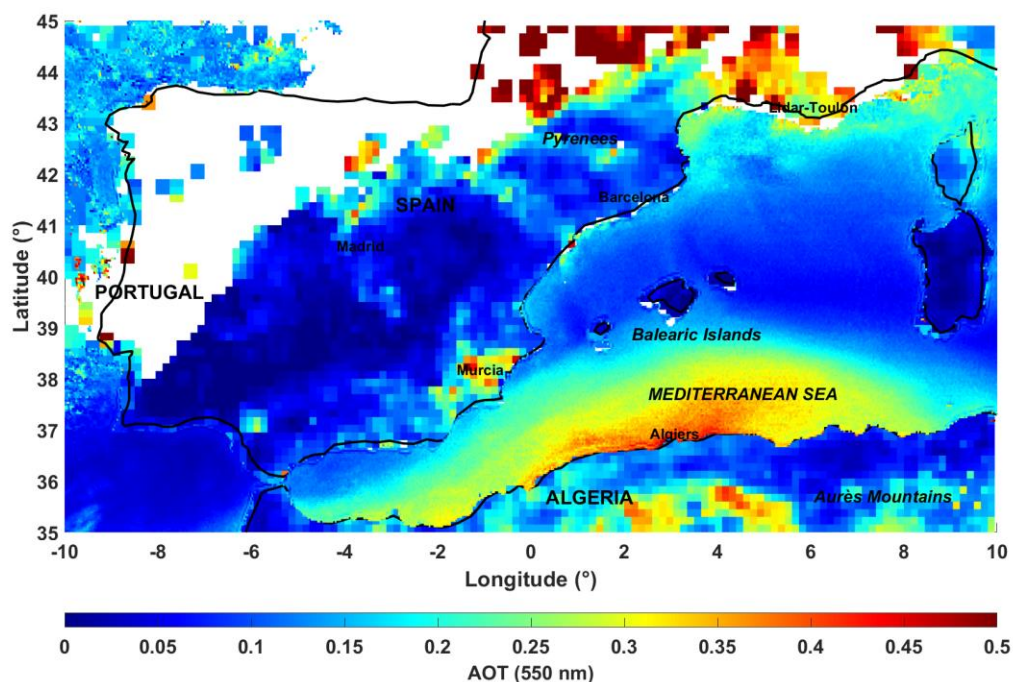 45
44
43
42
41
40
39
38
37
36
35
Latitude (°)
Lidar-Toulon
Pyrenees
Barcelona
SPAIN
Madrid
PORTUGAL
Balearic Islands
Murcia
MEDITERRANEAN SEA
Algiers
ALGERIA
Aurès Mountains
-10 -8 -6 -4 -2 0 2 4 6 8 10
Longitude (°)
0 0.05 0.1 0.15 0.2 0.25 0.3 0.35 0.4 0.45 0.5
AOT (550 nm)